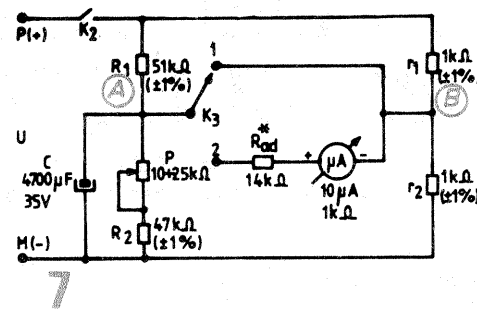 P(+)
K2
R1 51kΩ
(±1%)
A
1
K3
r1 1kΩ
(±1%)
B
U
C
4700µF
35V
P
10÷25kΩ
2
R*ad
14kΩ
+ µA -
10µA
1kΩ
r2 1kΩ
(±1%)
R2 47kΩ
(±1%)
M(-)
7